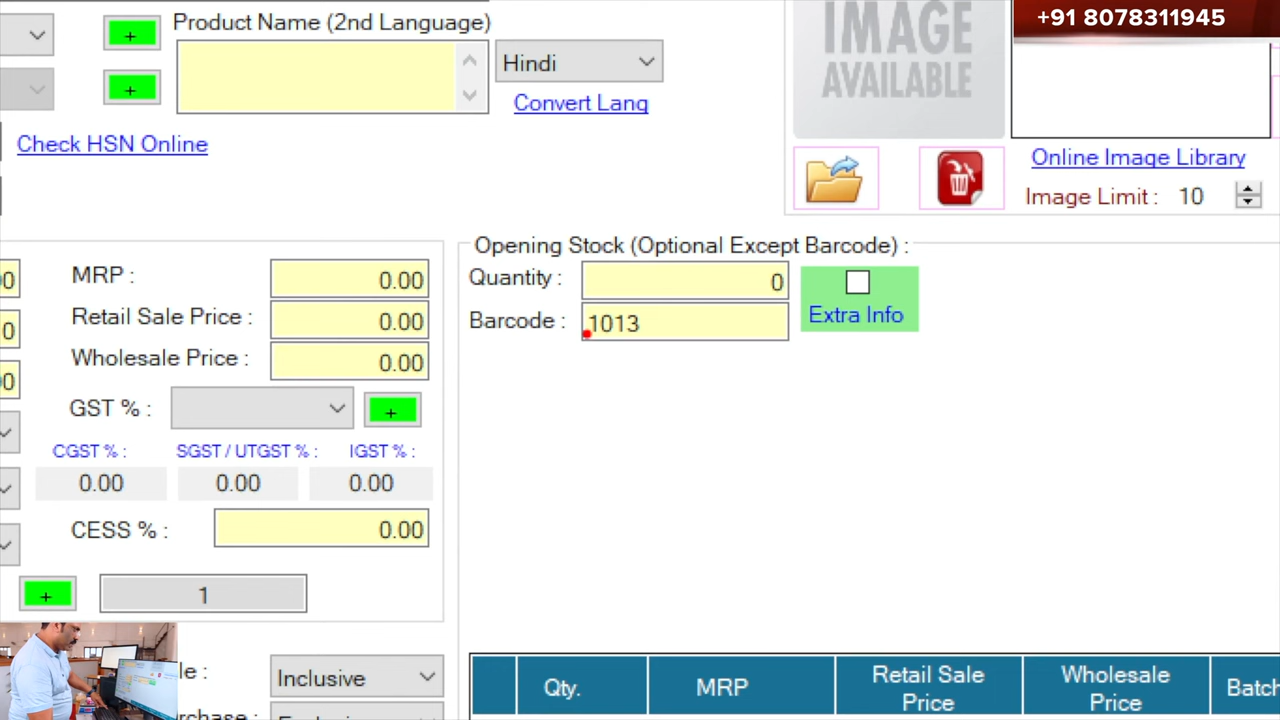 +91 8078311945
Product Name (2nd Language)
+
IMAGE
AVAILABLE
Hindi
+
Convert Lang
Check HSN Online
Online Image Library
Image Limit : 10
Opening Stock (Optional Except Barcode) :
MRP : 0.00
Quantity : 0
Retail Sale Price : 0.00
Barcode : 1013
Extra Info
Wholesale Price : 0.00
GST % :
+
CGST % : SGST / UTGST % : IGST % :
0.00 0.00 0.00
CESS % : 0.00
+ 1
Inclusive
Qty. MRP Retail Sale Price Wholesale Price